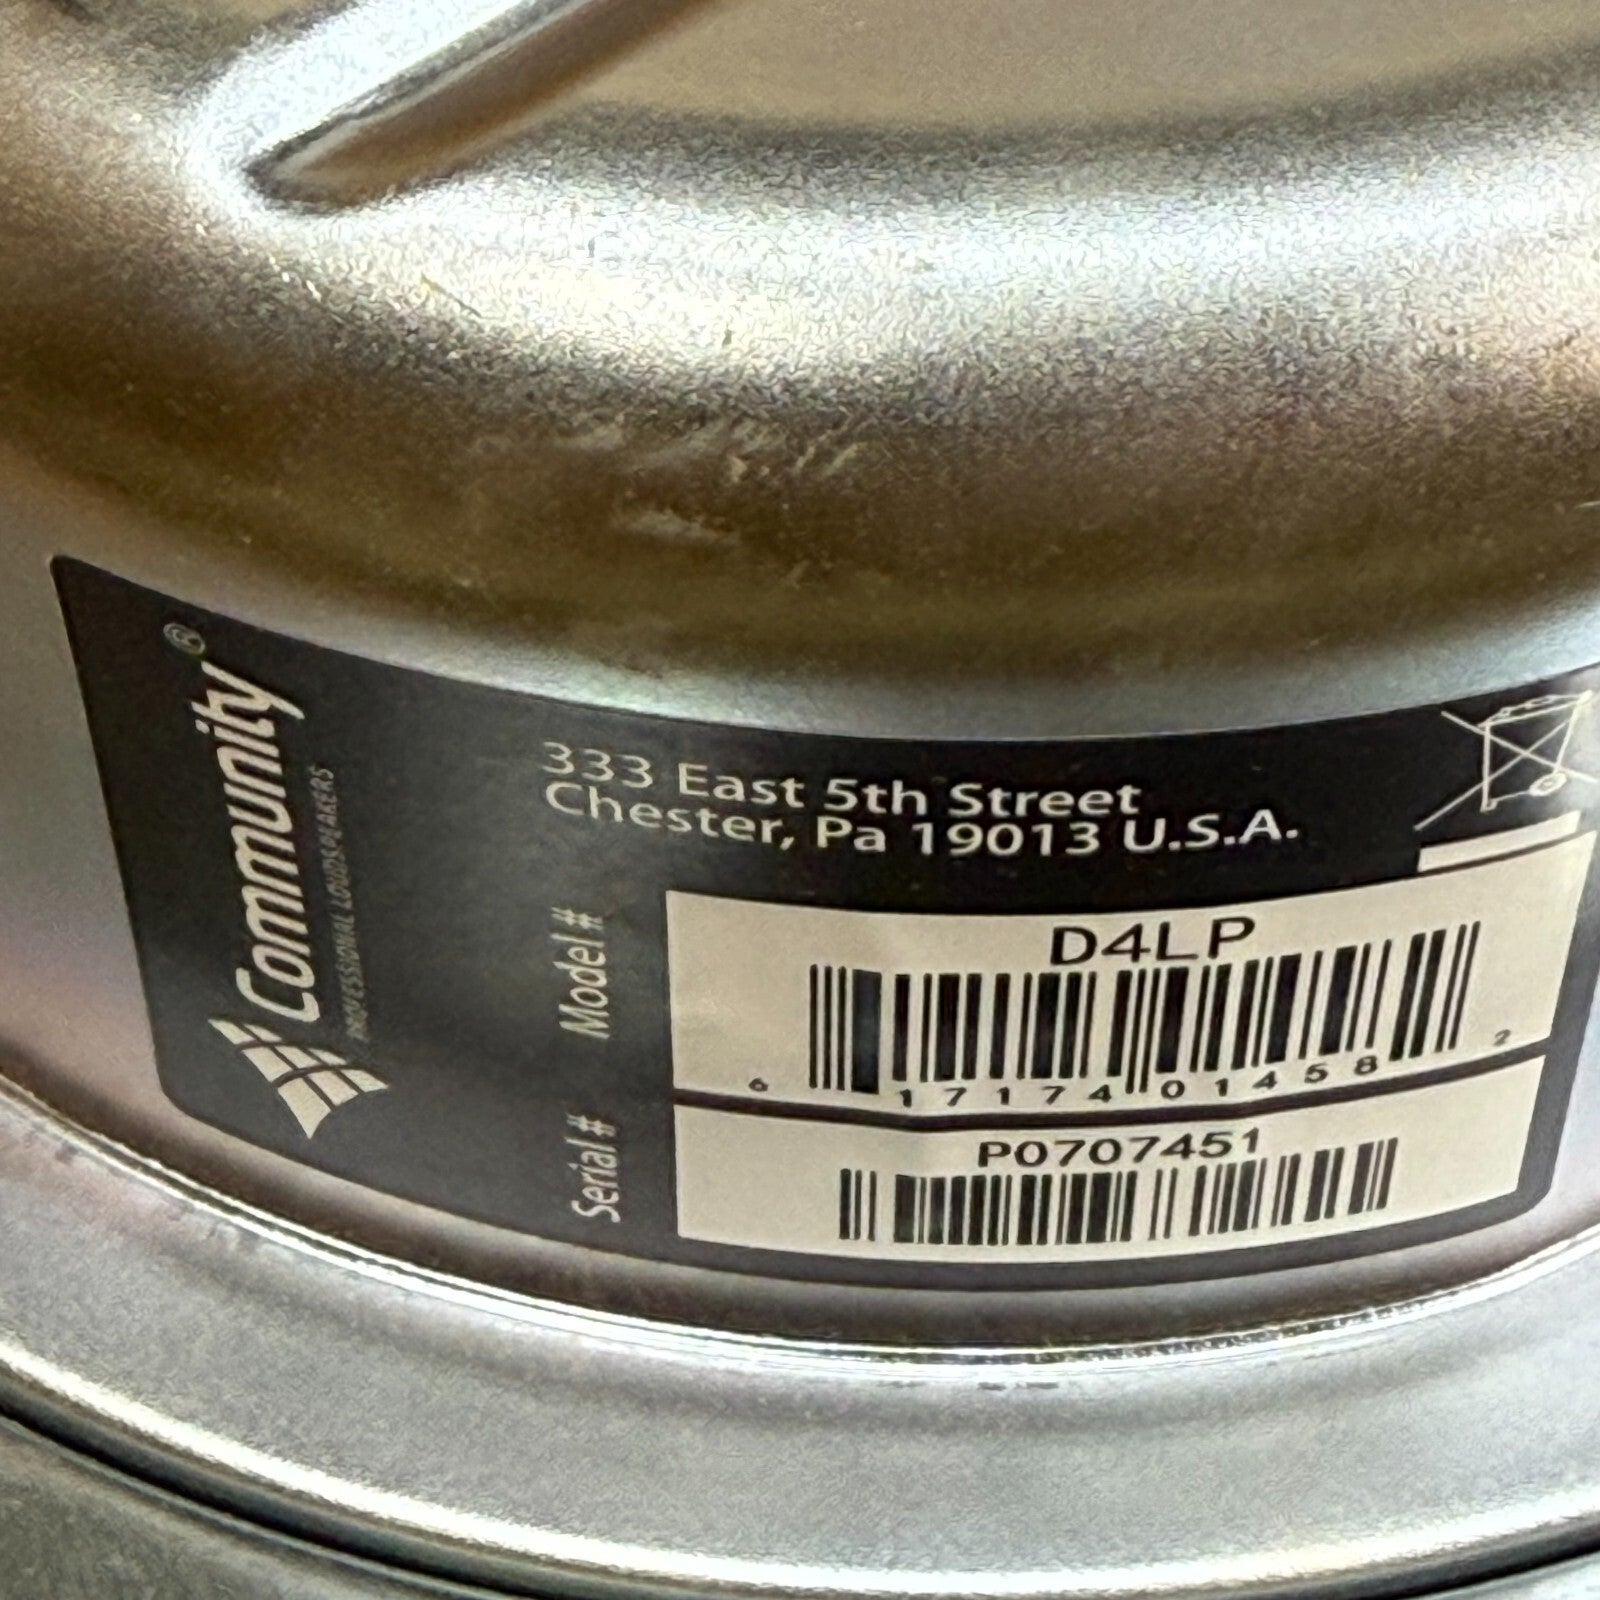 Community®
PROFESSIONAL LOUDSPEAKERS
333 East 5th Street
Chester, Pa 19013 U.S.A.
Model #
D4LP
6 17174 01458 2
Serial #
P0707451